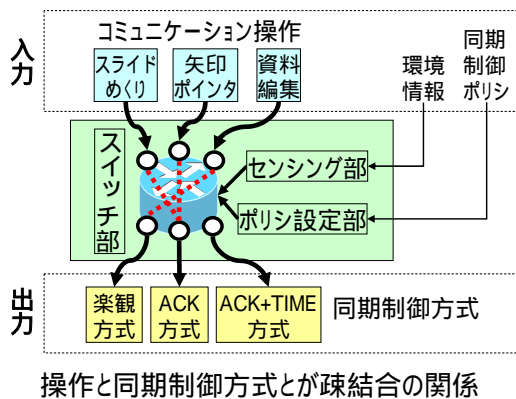 コミュニケーション操作
入力
スライド
めくり
矢印
ポインタ
資料
編集
環境
情報
同期
制御
ポリシ
スイッチ部
センシング部
ポリシ設定部
出力
楽観
方式
ACK
方式
ACK+TIME
方式
同期制御方式
操作と同期制御方式とが疎結合の関係